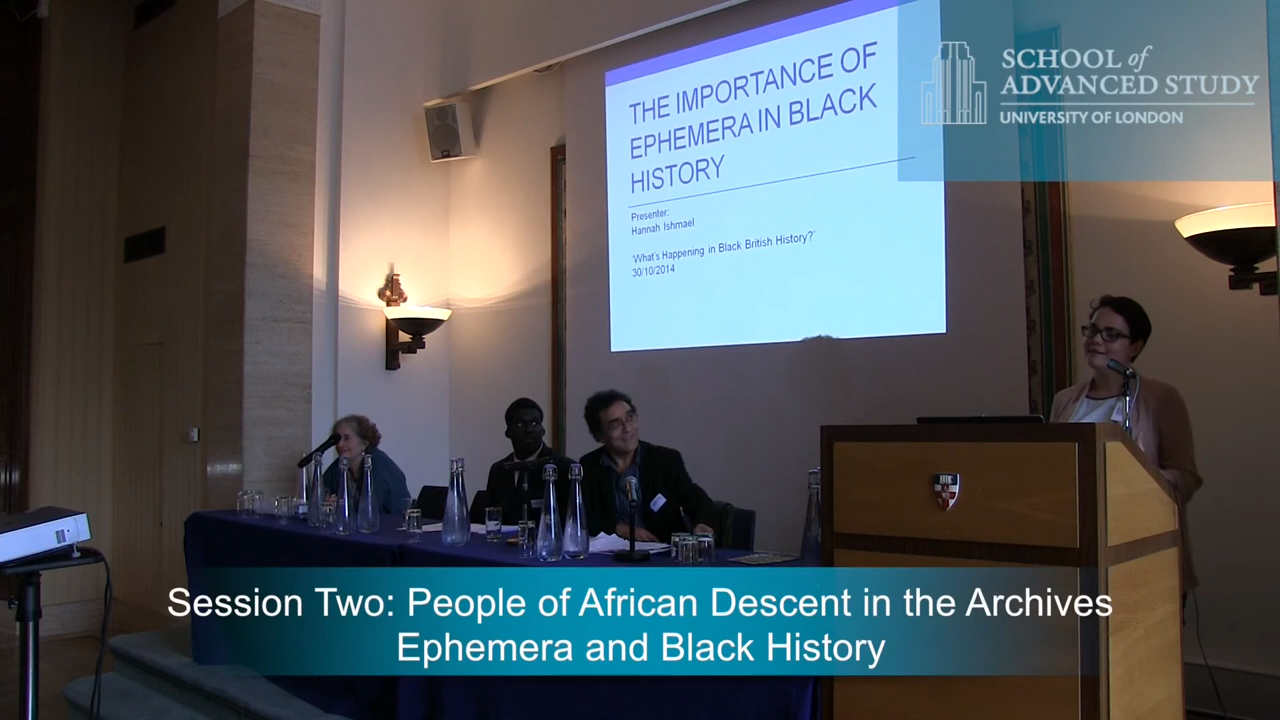 THE IMPORTANCE OF
EPHEMERA IN BLACK
HISTORY
Presenter:
Hannah Ishmael
'What's Happening in Black British History?'
30/10/2014
SCHOOL of
ADVANCED STUDY
UNIVERSITY OF LONDON
Session Two: People of African Descent in the Archives
Ephemera and Black History